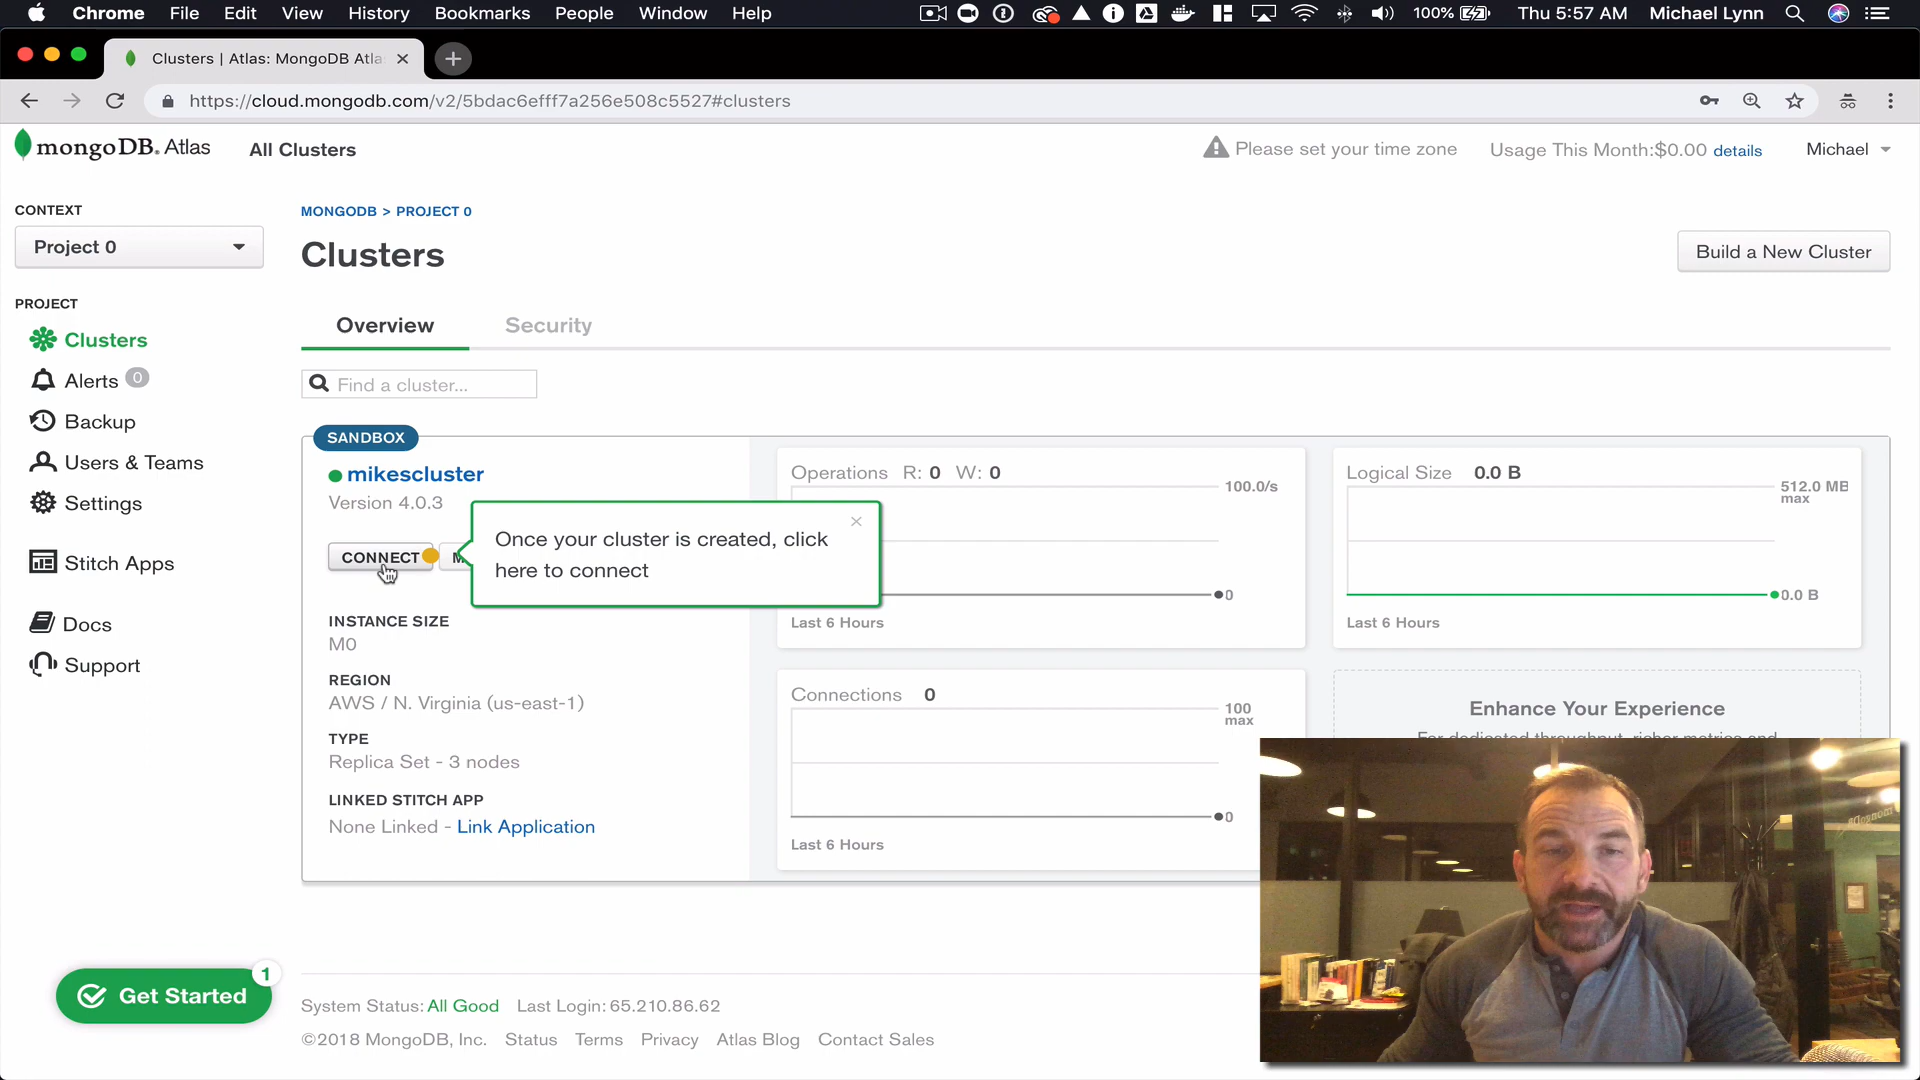 Chrome File Edit View History Bookmarks People Window Help 100% Thu 5:57 AM Michael Lynn
Clusters | Atlas: MongoDB Atla
https://cloud.mongodb.com/v2/5bdac6efff7a256e508c5527#clusters
mongoDB. Atlas All Clusters Please set your time zone Usage This Month:$0.00 details Michael
CONTEXT
Project 0
MONGODB > PROJECT 0
Clusters
Build a New Cluster
PROJECT
Clusters
Alerts 0
Backup
Users & Teams
Settings
Stitch Apps
Docs
Support
Overview Security
Find a cluster...
SANDBOX
mikescluster
Version 4.0.3
CONNECT
Once your cluster is created, click
here to connect
INSTANCE SIZE
M0
REGION
AWS / N. Virginia (us-east-1)
TYPE
Replica Set - 3 nodes
LINKED STITCH APP
None Linked - Link Application
Operations R: 0 W: 0
100.0/s
0
Last 6 Hours
Logical Size 0.0 B
512.0 MB
max
0.0 B
Last 6 Hours
Connections 0
100
max
0
Last 6 Hours
Enhance Your Experience
For dedicated throughput, richer metrics and
Get Started 1
System Status: All Good Last Login: 65.210.86.62
©2018 MongoDB, Inc. Status Terms Privacy Atlas Blog Contact Sales